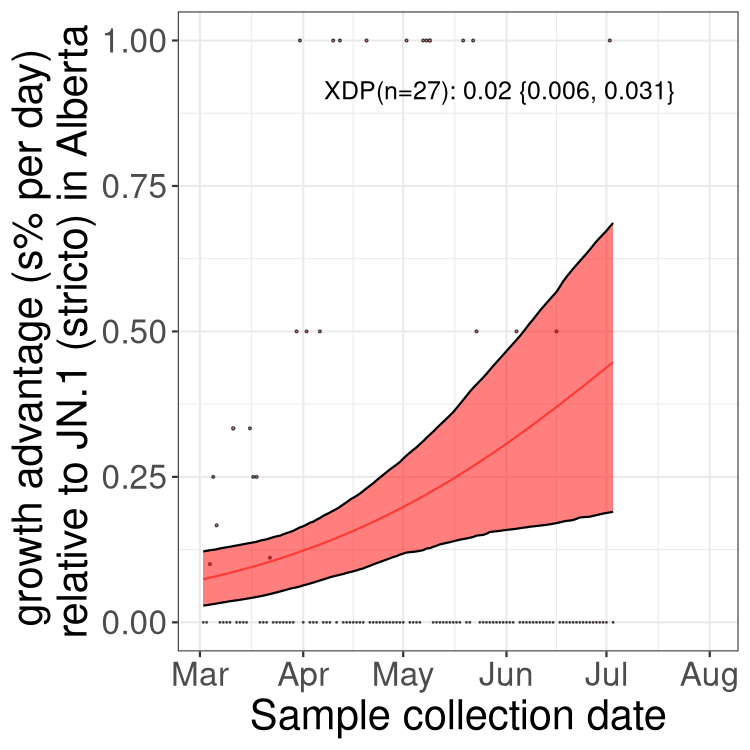 growth advantage (s% per day)
relative to JN.1 (stricto) in Alberta
1.00
0.75
0.50
0.25
0.00
XDP(n=27): 0.02 {0.006, 0.031}
Mar Apr May Jun Jul Aug
Sample collection date